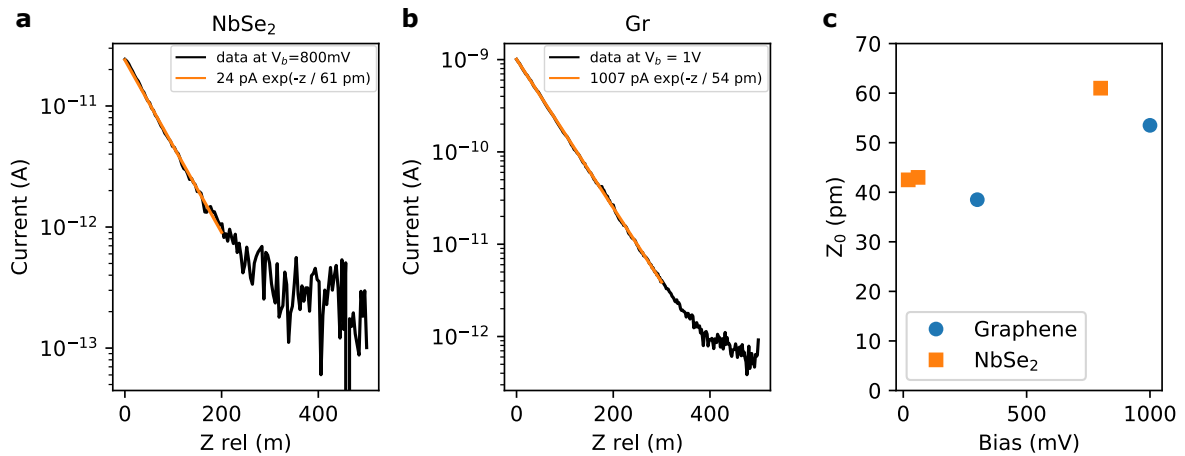 a
NbSe₂
data at V_b=800mV
24 pA exp(-z / 61 pm)
10⁻¹¹
10⁻¹²
10⁻¹³
Current (A)
0
200
400
Z rel (m)
b
Gr
data at V_b = 1V
1007 pA exp(-z / 54 pm)
10⁻⁹
10⁻¹⁰
10⁻¹¹
10⁻¹²
Current (A)
0
200
400
Z rel (m)
c
70
60
50
40
30
20
10
0
Z_0 (pm)
Graphene
NbSe₂
0
500
1000
Bias (mV)